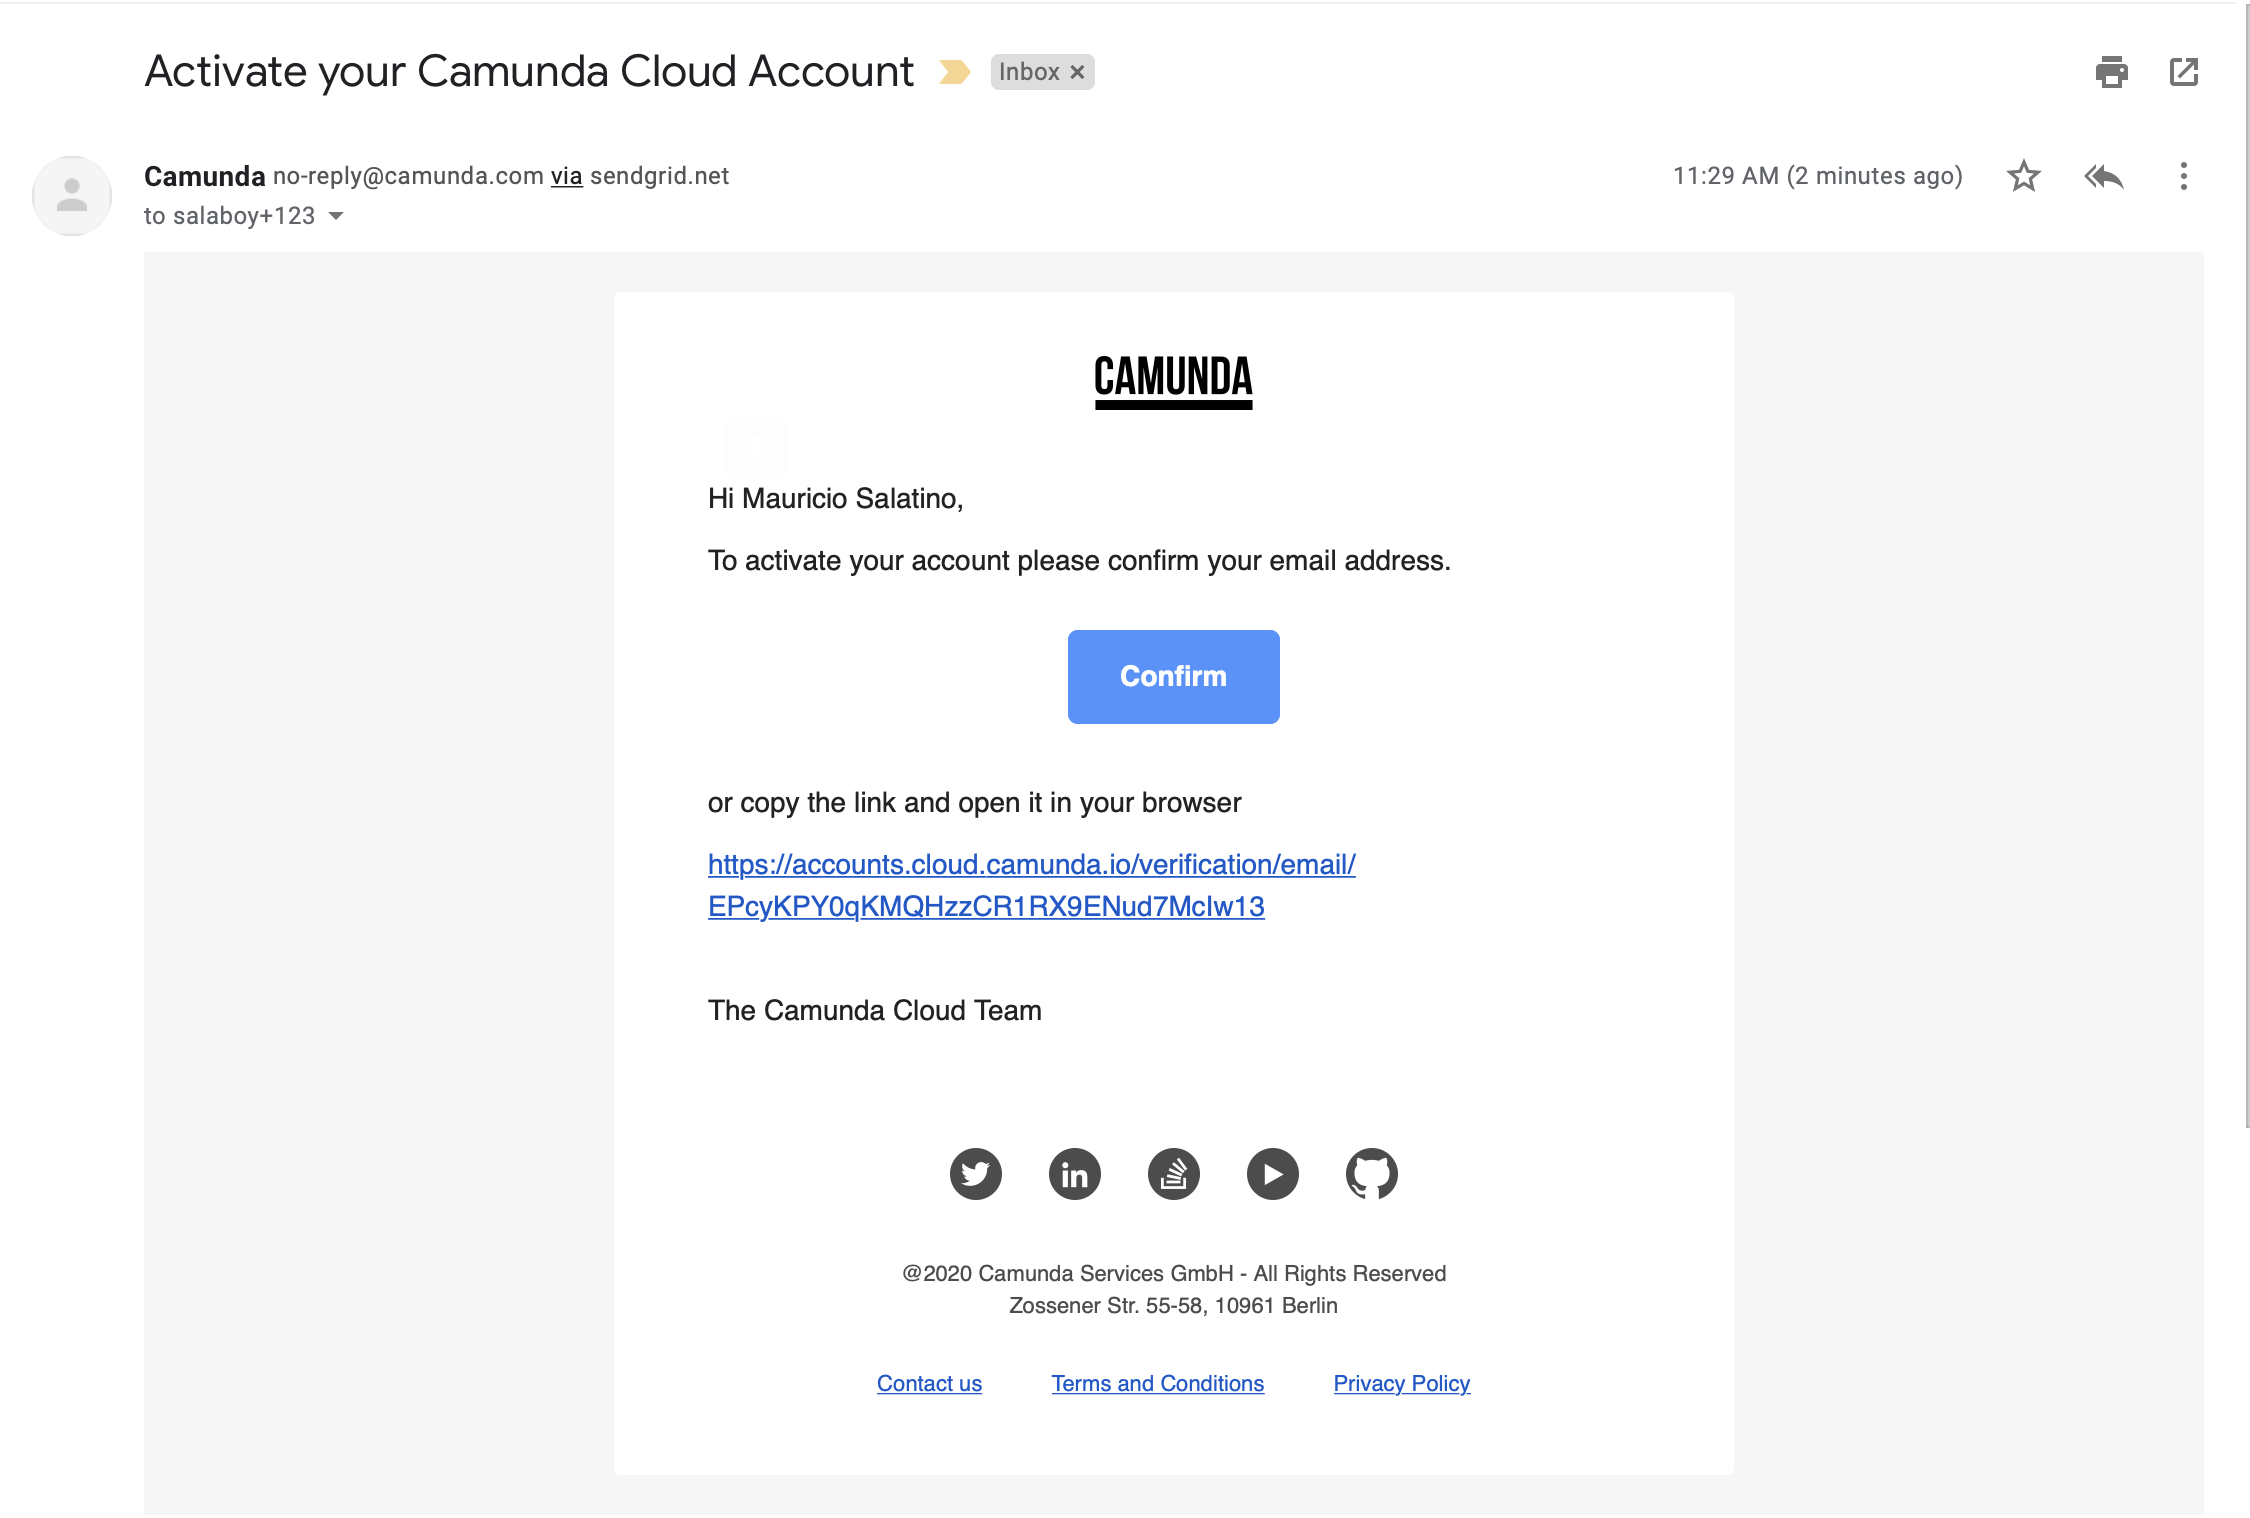 Activate your Camunda Cloud Account Inbox ×
Camunda no-reply@camunda.com via sendgrid.net 11:29 AM (2 minutes ago)
to salaboy+123
CAMUNDA
Hi Mauricio Salatino,
To activate your account please confirm your email address.
Confirm
or copy the link and open it in your browser
https://accounts.cloud.camunda.io/verification/email/
EPcyKPY0qKMQHzzCR1RX9ENud7McIw13
The Camunda Cloud Team
in
@2020 Camunda Services GmbH - All Rights Reserved
Zossener Str. 55-58, 10961 Berlin
Contact us Terms and Conditions Privacy Policy